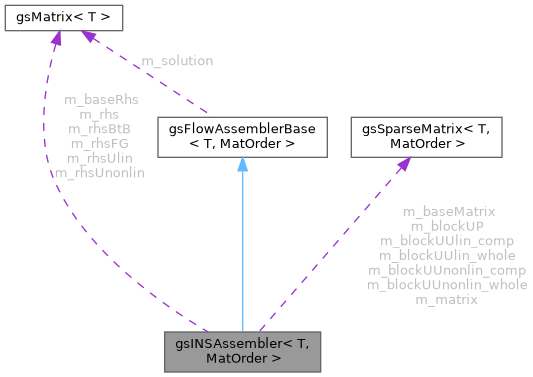 gsMatrix< T >
m_solution
m_baseRhs
m_rhs
m_rhsBtB
m_rhsFG
m_rhsUlin
m_rhsUnonlin
gsFlowAssemblerBase
< T, MatOrder >
gsSparseMatrix< T,
MatOrder >
m_baseMatrix
m_blockUP
m_blockUUlin_comp
m_blockUUlin_whole
m_blockUUnonlin_comp
m_blockUUnonlin_whole
m_matrix
gsINSAssembler< T,
MatOrder >